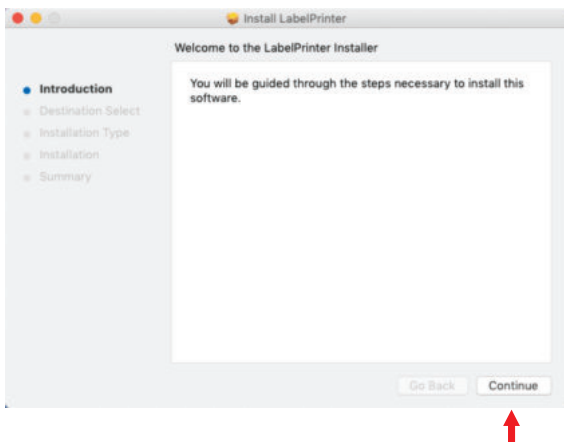 Install LabelPrinter
Welcome to the LabelPrinter Installer
Introduction
Destination Select
Installation Type
Installation
Summary
You will be guided through the steps necessary to install this
software.
Go Back
Continue